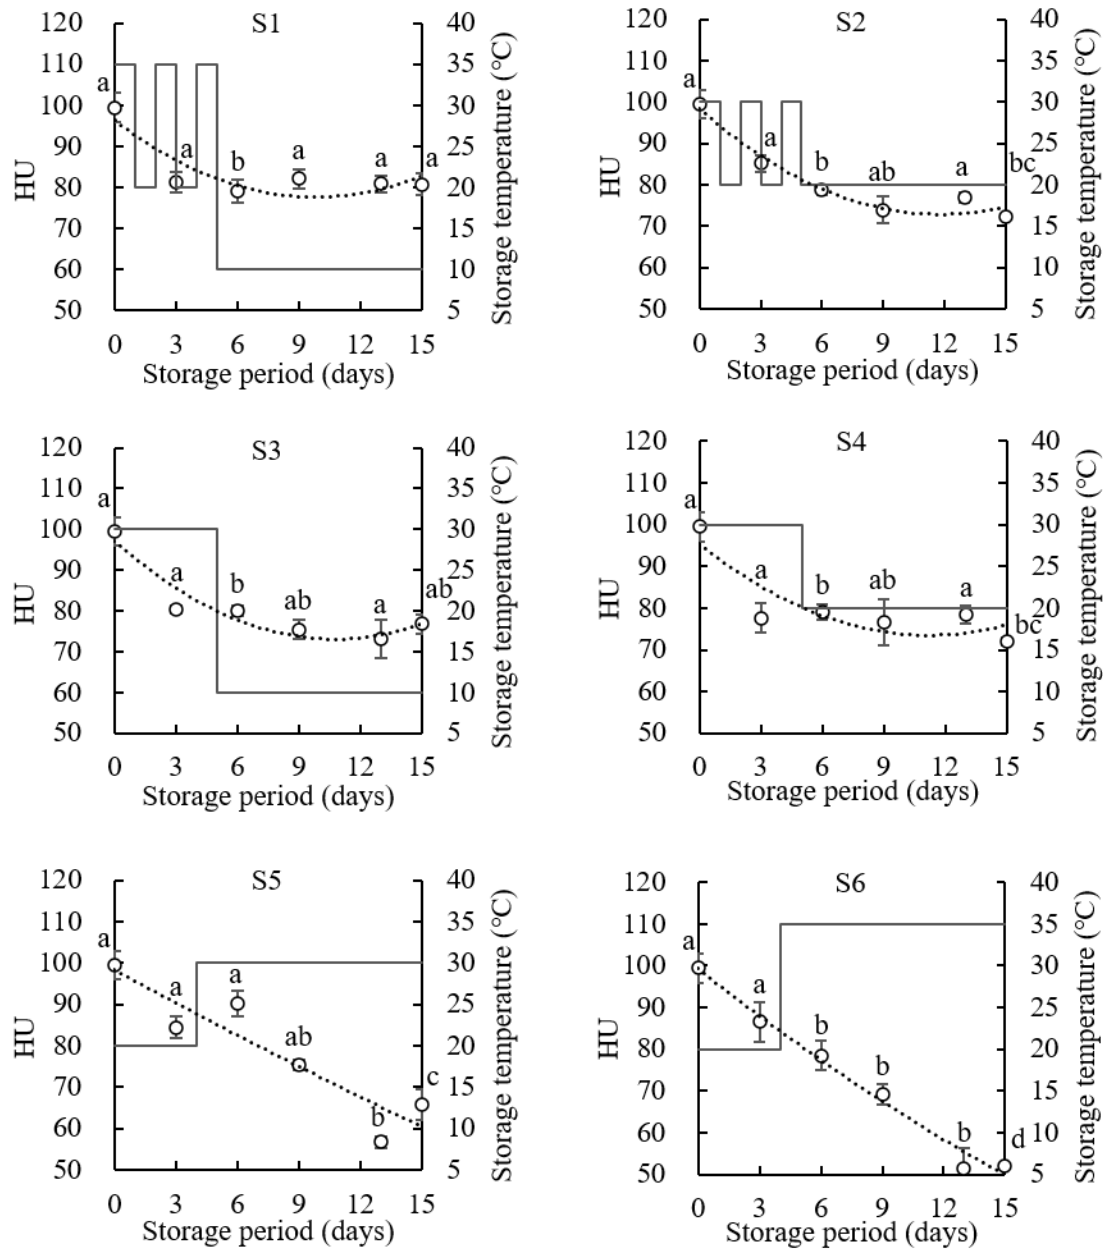 S1
120
110
100
90
80
70
60
50
HU
a
a
b
a
a
a
40
35
30
25
20
15
10
5
Storage temperature (°C)
0 3 6 9 12 15
Storage period (days)
S2
120
110
100
90
80
70
60
50
HU
a
a
b
ab
a
bc
40
35
30
25
20
15
10
5
Storage temperature (°C)
0 3 6 9 12 15
Storage period (days)
S3
120
110
100
90
80
70
60
50
HU
a
a
b
ab
a
ab
40
35
30
25
20
15
10
5
Storage temperature (°C)
0 3 6 9 12 15
Storage period (days)
S4
120
110
100
90
80
70
60
50
HU
a
a
b
ab
a
bc
40
35
30
25
20
15
10
5
Storage temperature (°C)
0 3 6 9 12 15
Storage period (days)
S5
120
110
100
90
80
70
60
50
HU
a
a
a
ab
b
c
40
35
30
25
20
15
10
5
Storage temperature (°C)
0 3 6 9 12 15
Storage period (days)
S6
120
110
100
90
80
70
60
50
HU
a
a
b
b
b
d
40
35
30
25
20
15
10
5
Storage temperature (°C)
0 3 6 9 12 15
Storage period (days)